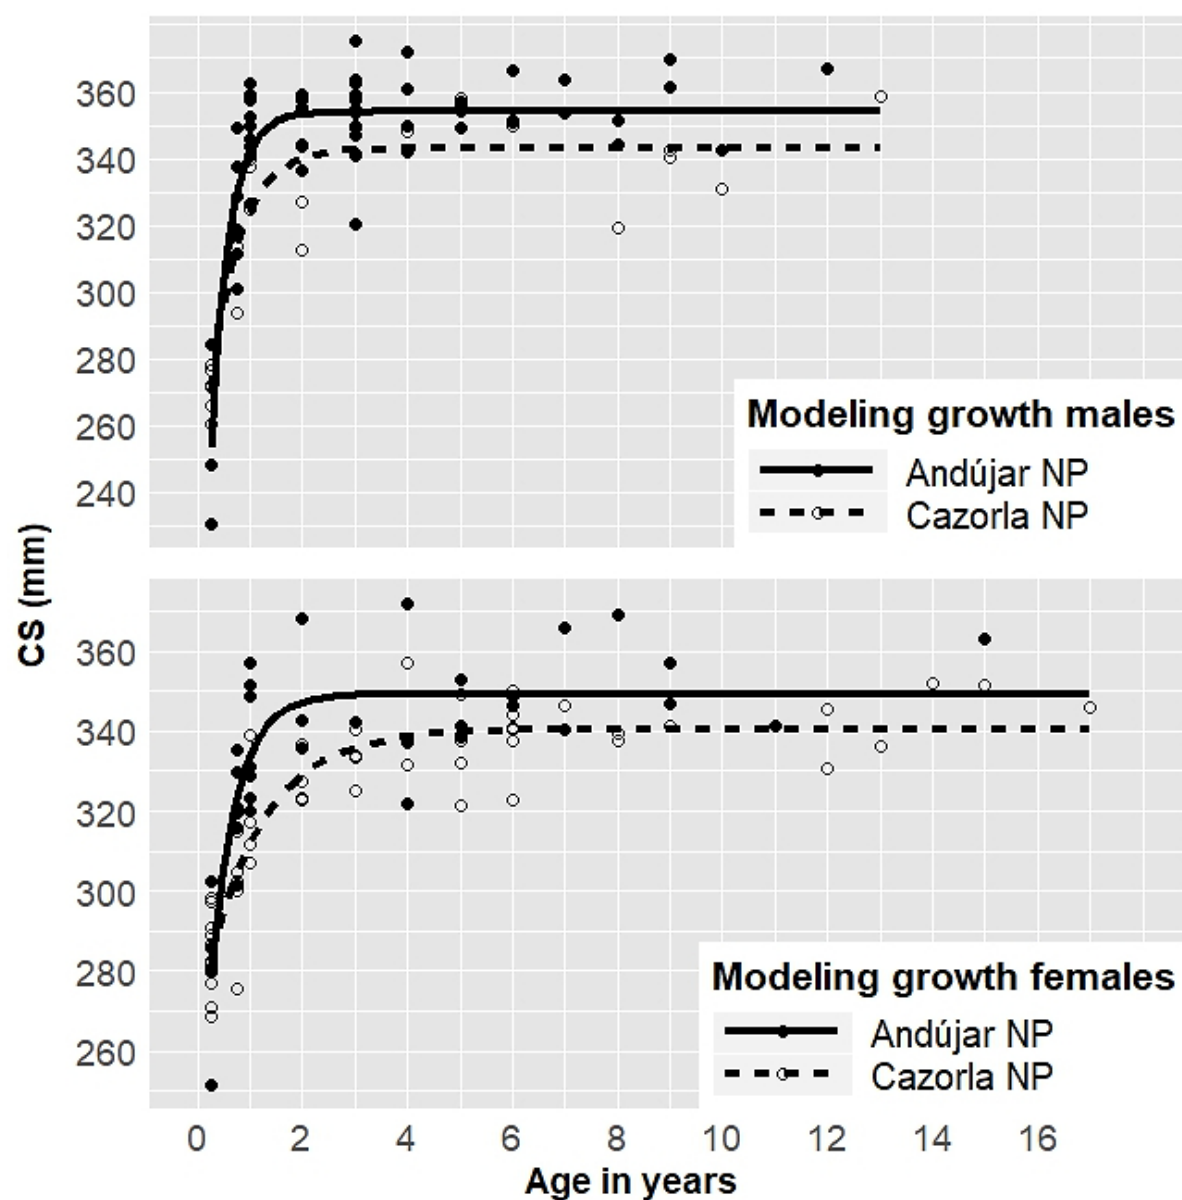 CS (mm)
360
340
320
300
280
260
240
Modeling growth males
Andújar NP
Cazorla NP
360
340
320
300
280
260
Modeling growth females
Andújar NP
Cazorla NP
0 2 4 6 8 10 12 14 16
Age in years